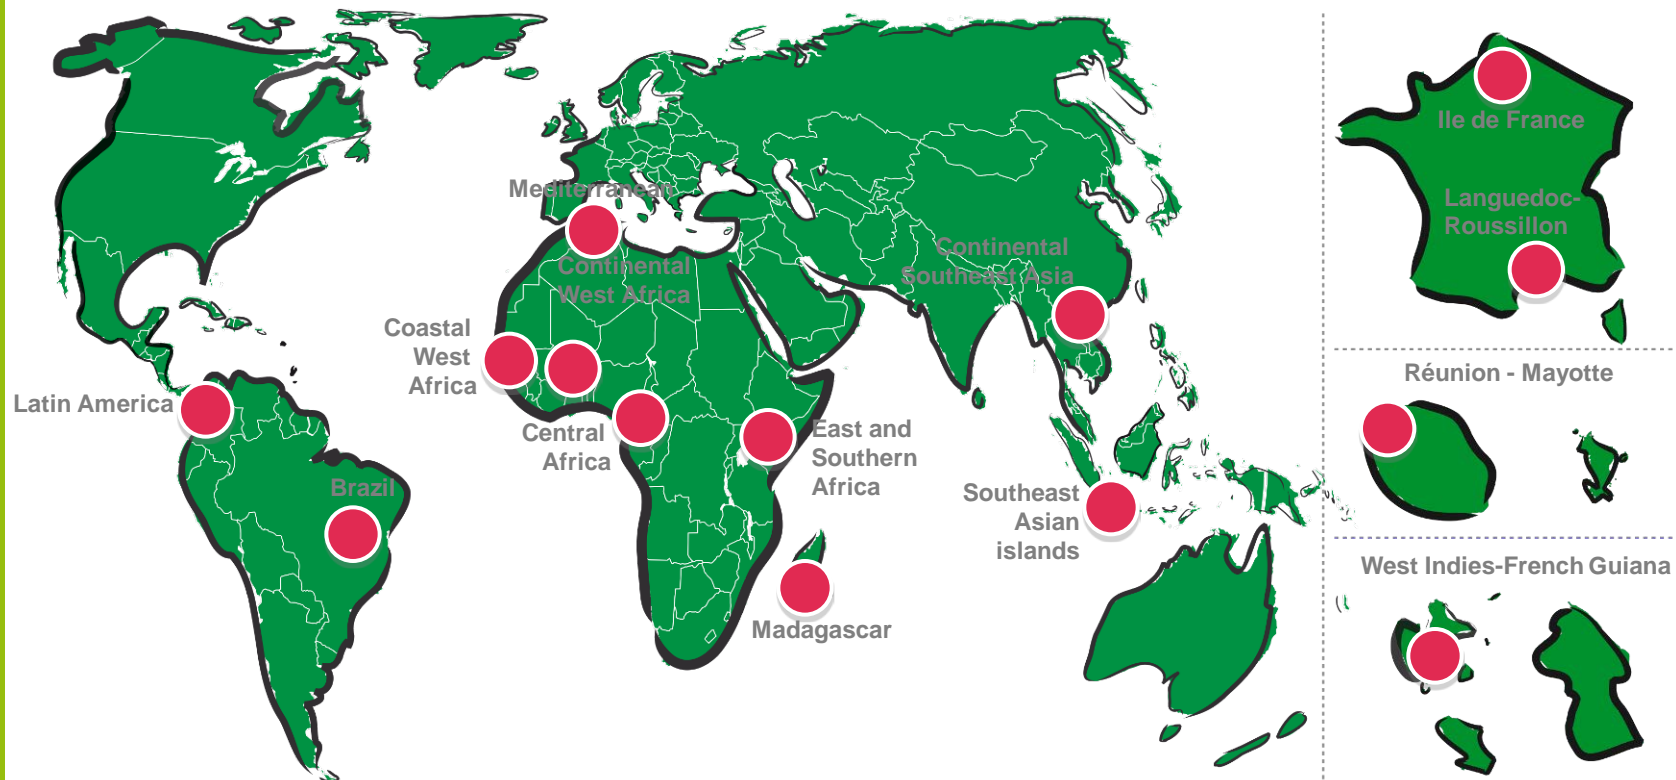 Mediterranean
Continental
West Africa
Continental
Southeast Asia
Coastal
West
Africa
Latin America
Central
Africa
East and
Southern
Africa
Brazil
Southeast
Asian
islands
Madagascar
Ile de France
Languedoc-
Roussillon
Réunion - Mayotte
West Indies-French Guiana